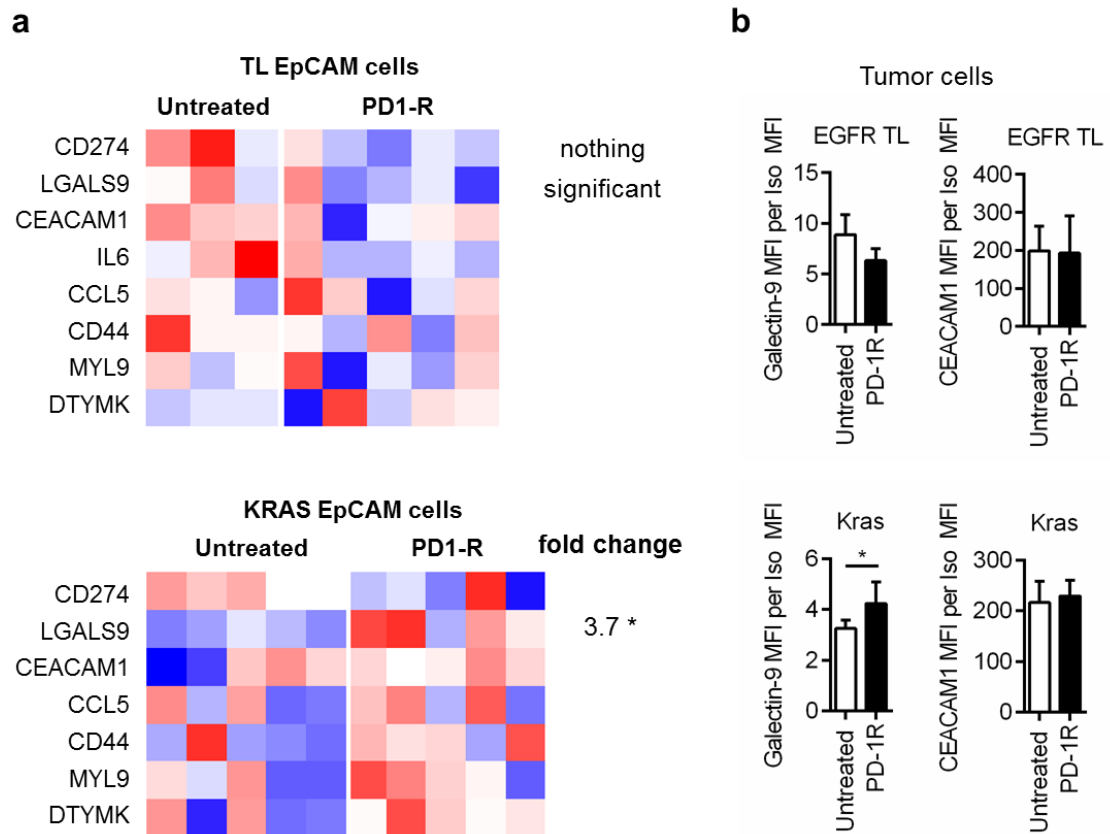 a
TL EpCAM cells
Untreated PD1-R
CD274
LGALS9
CEACAM1
IL6
CCL5
CD44
MYL9
DTYMK
nothing
significant
KRAS EpCAM cells
Untreated PD1-R fold change
CD274
LGALS9 3.7 *
CEACAM1
CCL5
CD44
MYL9
DTYMK
b
Tumor cells
EGFR TL
Galectin-9 MFI per Iso MFI
15
10
5
0
Untreated
PD-1R
EGFR TL
CEACAM1 MFI per Iso MFI
400
300
200
100
0
Untreated
PD-1R
Kras
Galectin-9 MFI per Iso MFI
6
4
2
0
*
Untreated
PD-1R
Kras
CEACAM1 MFI per Iso MFI
300
200
100
0
Untreated
PD-1R